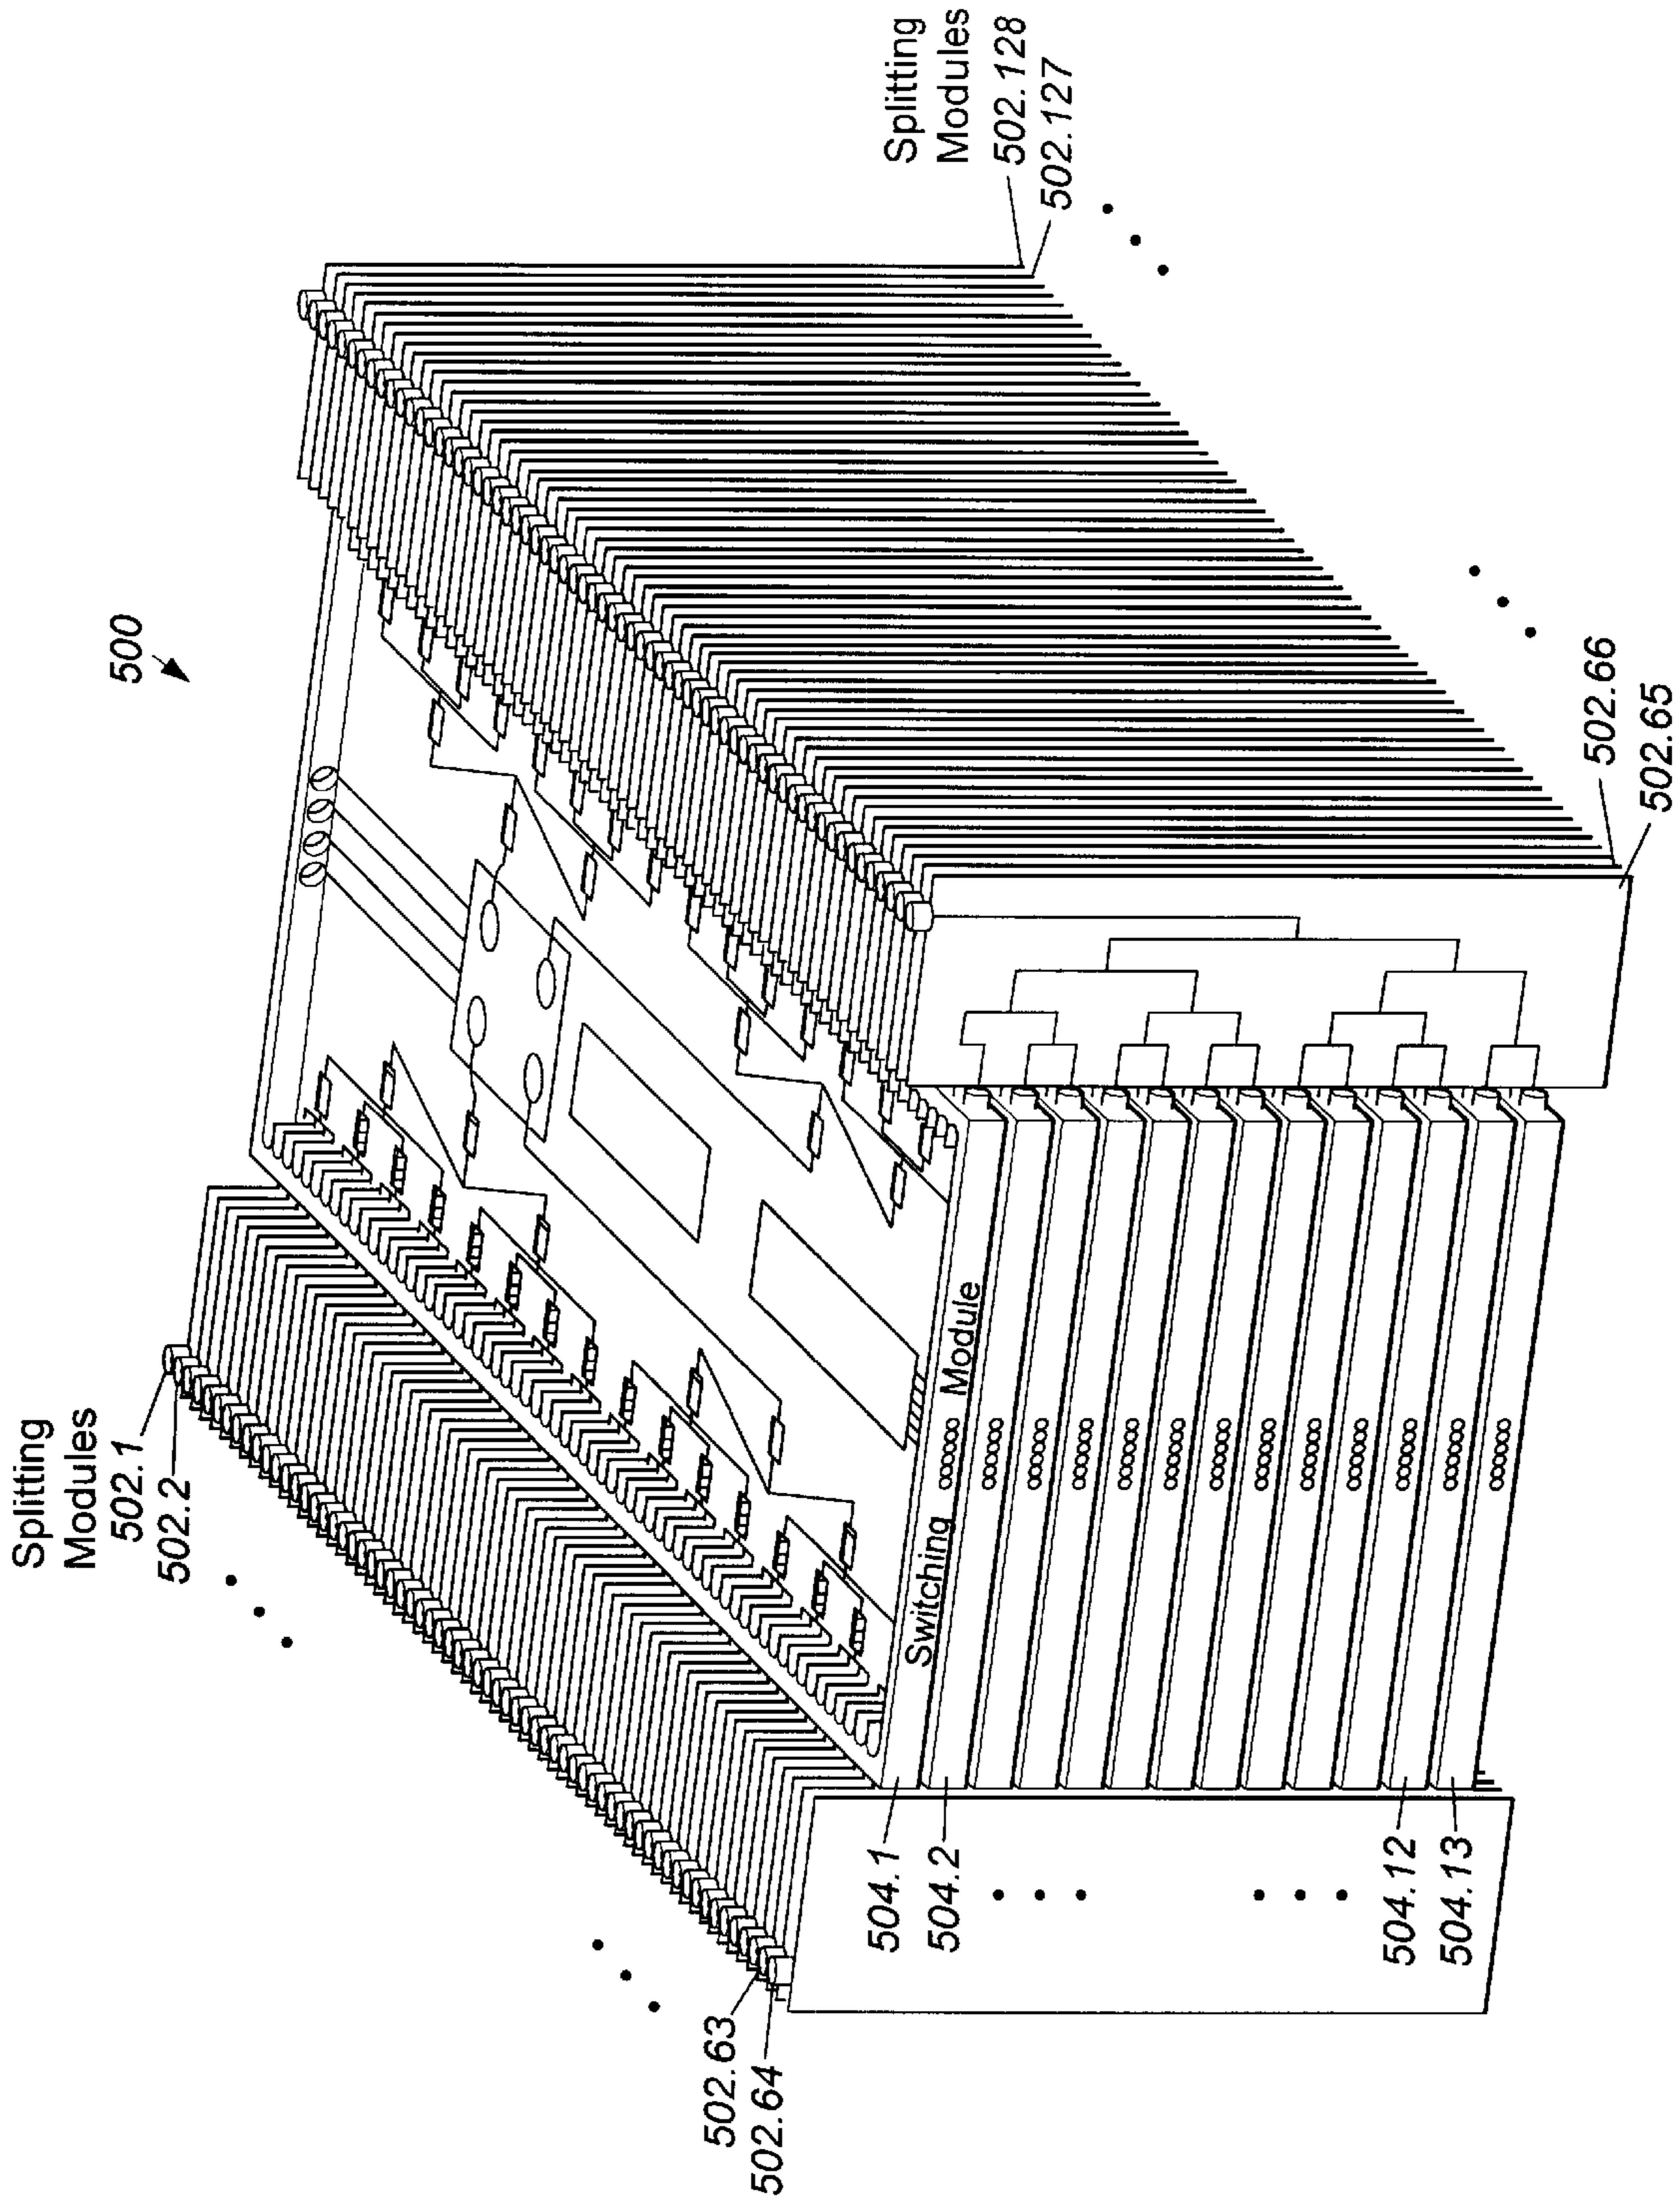 500
Splitting
Modules
502.1
502.2
Splitting
Modules
502.128
502.127
502.63
502.64
Switching Module
504.1
504.2
504.12
504.13
502.66
502.65